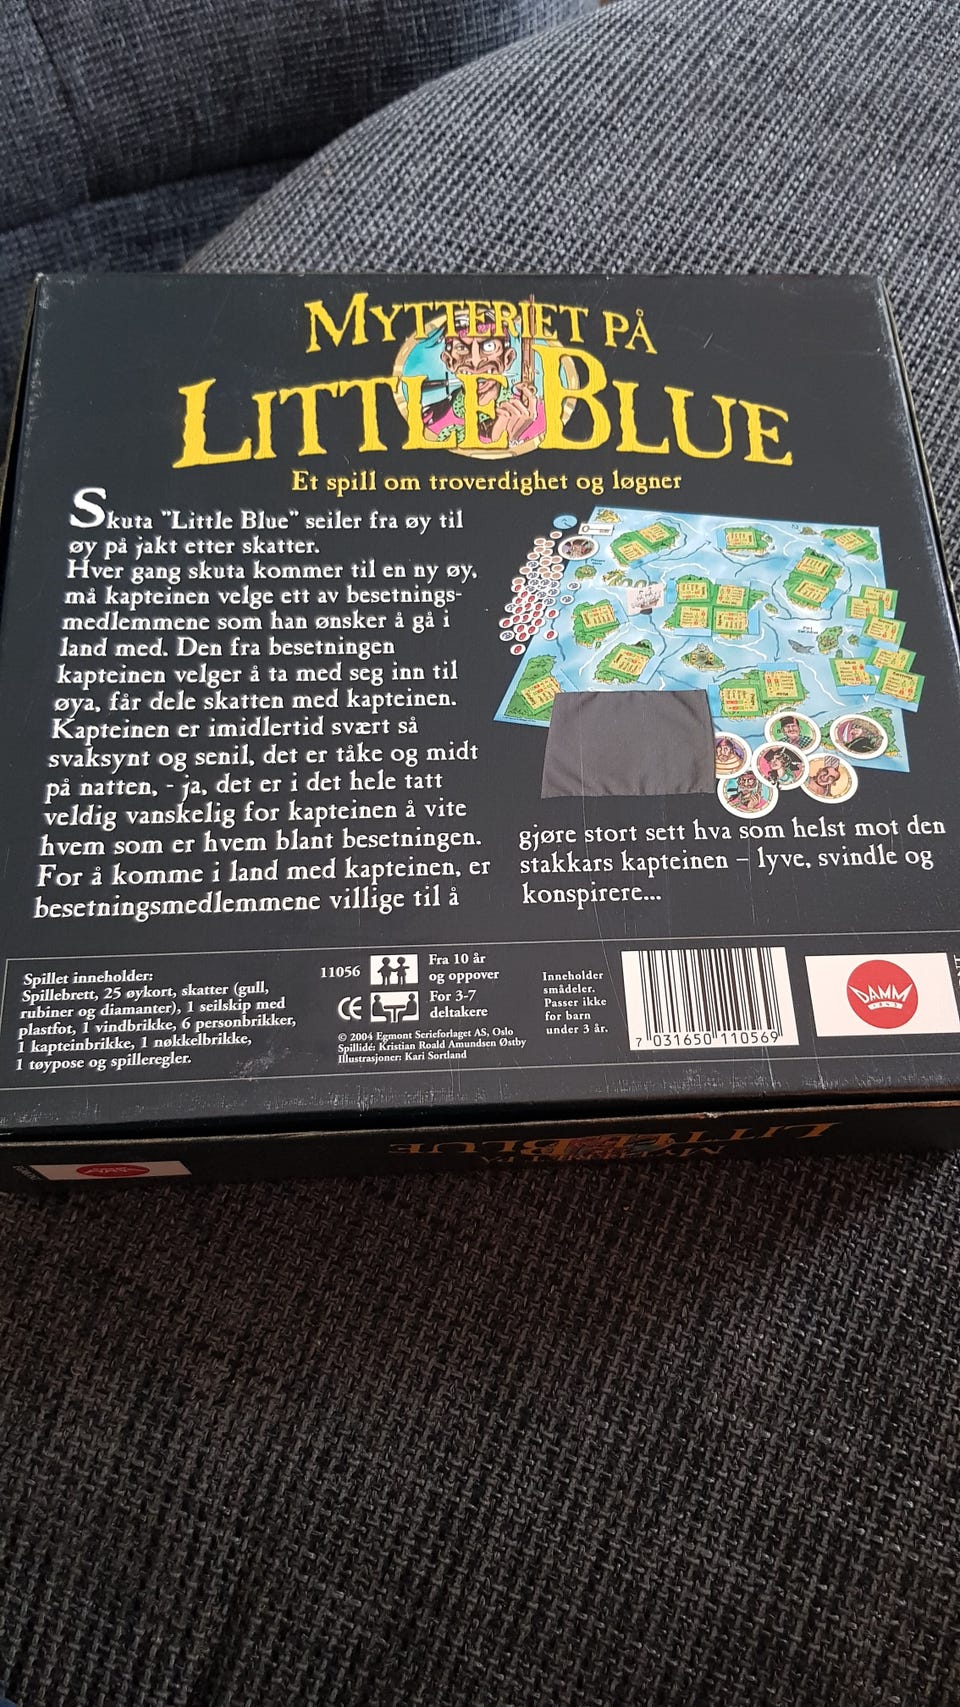 MYTTERIET PÅ
LITTLE BLUE
Et spill om troverdighet og løgner
Skuta "Little Blue" seiler fra øy til
øy på jakt etter skatter.
Hver gang skuta kommer til en ny øy,
må kapteinen velge ett av besetnings-
medlemmene som han ønsker å gå i
land med. Den fra besetningen
kapteinen velger å ta med seg inn til
øya, får dele skatten med kapteinen.
Kapteinen er imidlertid svært så
svaksynt og senil, det er tåke og midt
på natten, - ja, det er i det hele tatt
veldig vanskelig for kapteinen å vite
hvem som er hvem blant besetningen.
For å komme i land med kapteinen, er
besetningsmedlemmene villige til å
gjøre stort sett hva som helst mot den
stakkars kapteinen – lyve, svindle og
konspirere...
Spillet inneholder:
Spillebrett, 25 øykort, skatter (gull,
rubiner og diamanter), 1 seilskip med
plastfot, 1 vindbrikke, 6 personbrikker,
1 kapteinbrikke, 1 nøkkelbrikke,
1 tøypose og spilleregler.
11056
Fra 10 år
og oppover
CE
For 3-7
deltakere
© 2004 Egmont Serieforlaget AS, Oslo
Spillidé: Kristian Roald Amundsen Østby
Illustrasjoner: Kari Sortland
Inneholder
smådeler.
Passer ikke
for barn
under 3 år.
7 031650 110569
DAMM
1843
LITTLE BLUE